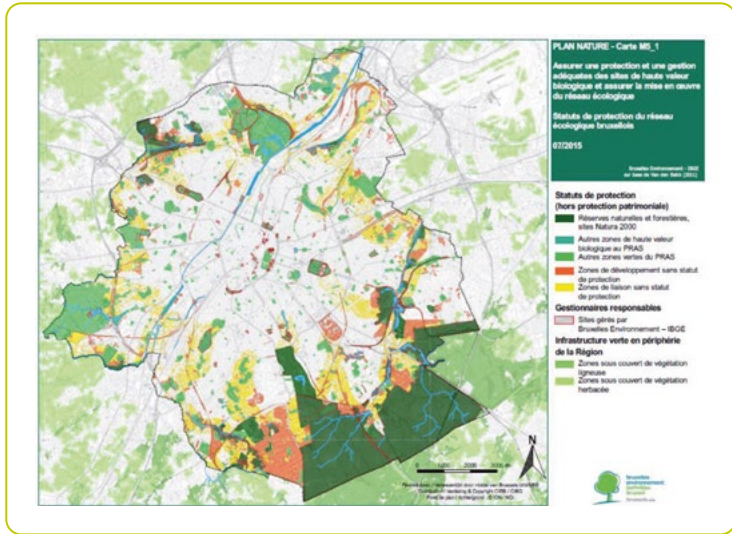 PLAN NATURE - Carte M5_1
Assurer une protection et une gestion
adéquates des sites de haute valeur
biologique et assurer la mise en œuvre
du réseau écologique
Statuts de protection du réseau
écologique bruxellois
07/2015
Bruxelles Environnement - IBGE
Statuts de protection
(hors protection patrimoniale)
Réserves naturelles et forestières,
sites Natura 2000
Autres zones de haute valeur
biologique au PRAS
Autres zones vertes du PRAS
Zones de développement sans statut
de protection
Zones de liaison sans statut
de protection
Gestionnaires responsables
Sites gérés par
Bruxelles Environnement – IBGE
Infrastructure verte en périphérie
de la Région
Zones sous couvert de végétation
ligneuse
Zones sous couvert de végétation
herbacée
N
bruxelles
environnement